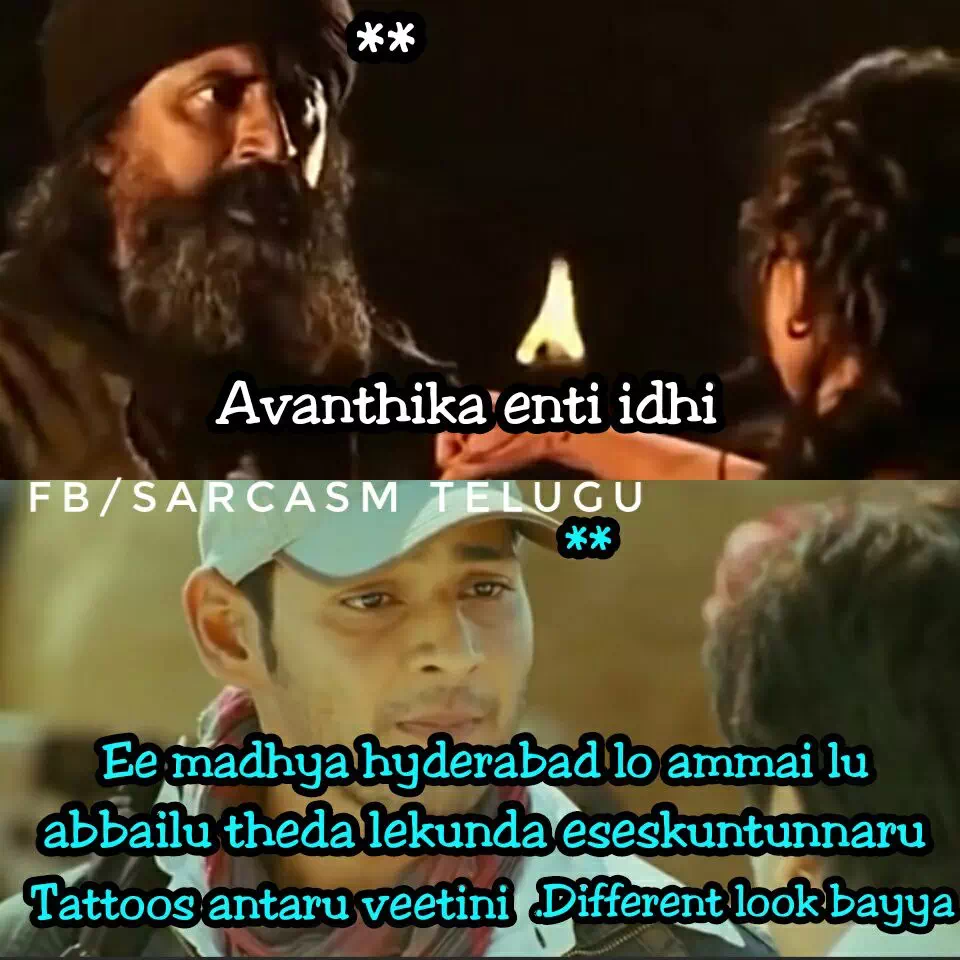 **
Avanthika enti idhi
FB/SARCASM TELUGU
**
Ee madhya hyderabad lo ammai lu
abbailu theda lekunda eseskuntunnaru
Tattoos antaru veetini .Different look bayya